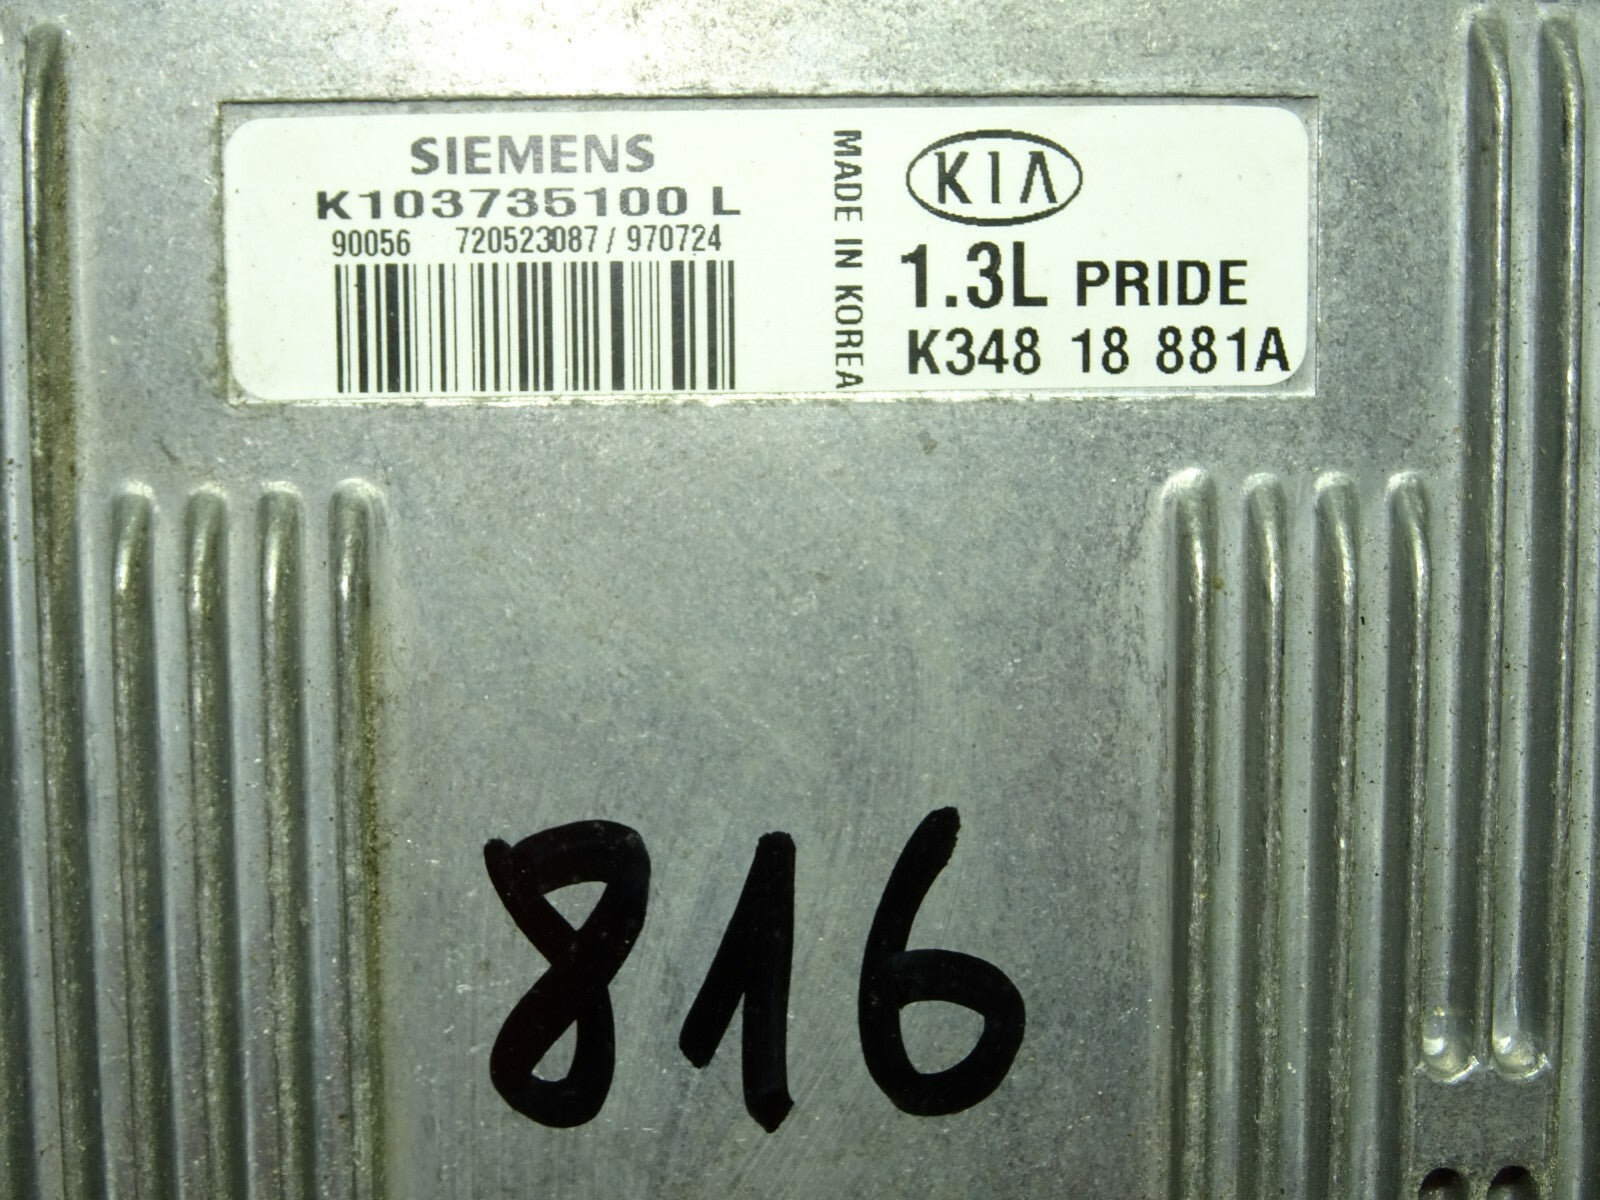 SIEMENS
K103735100 L
90056 720523087 / 970724
MADE IN KOREA
KIA
1.3L PRIDE
K348 18 881A
816